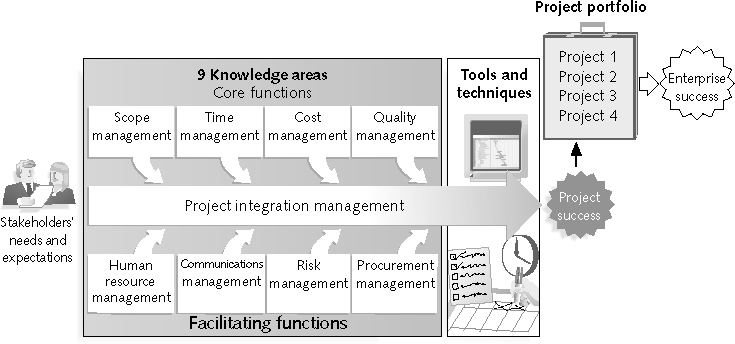 Project portfolio
Project 1
Project 2
Project 3
Project 4
Enterprise
success
9 Knowledge areas
Core functions
Tools and
techniques
Scope
management
Time
management
Cost
management
Quality
management
Stakeholders'
needs and
expectations
Project integration management
Project
success
Human
resource
management
Communications
management
Risk
management
Procurement
management
Facilitating functions